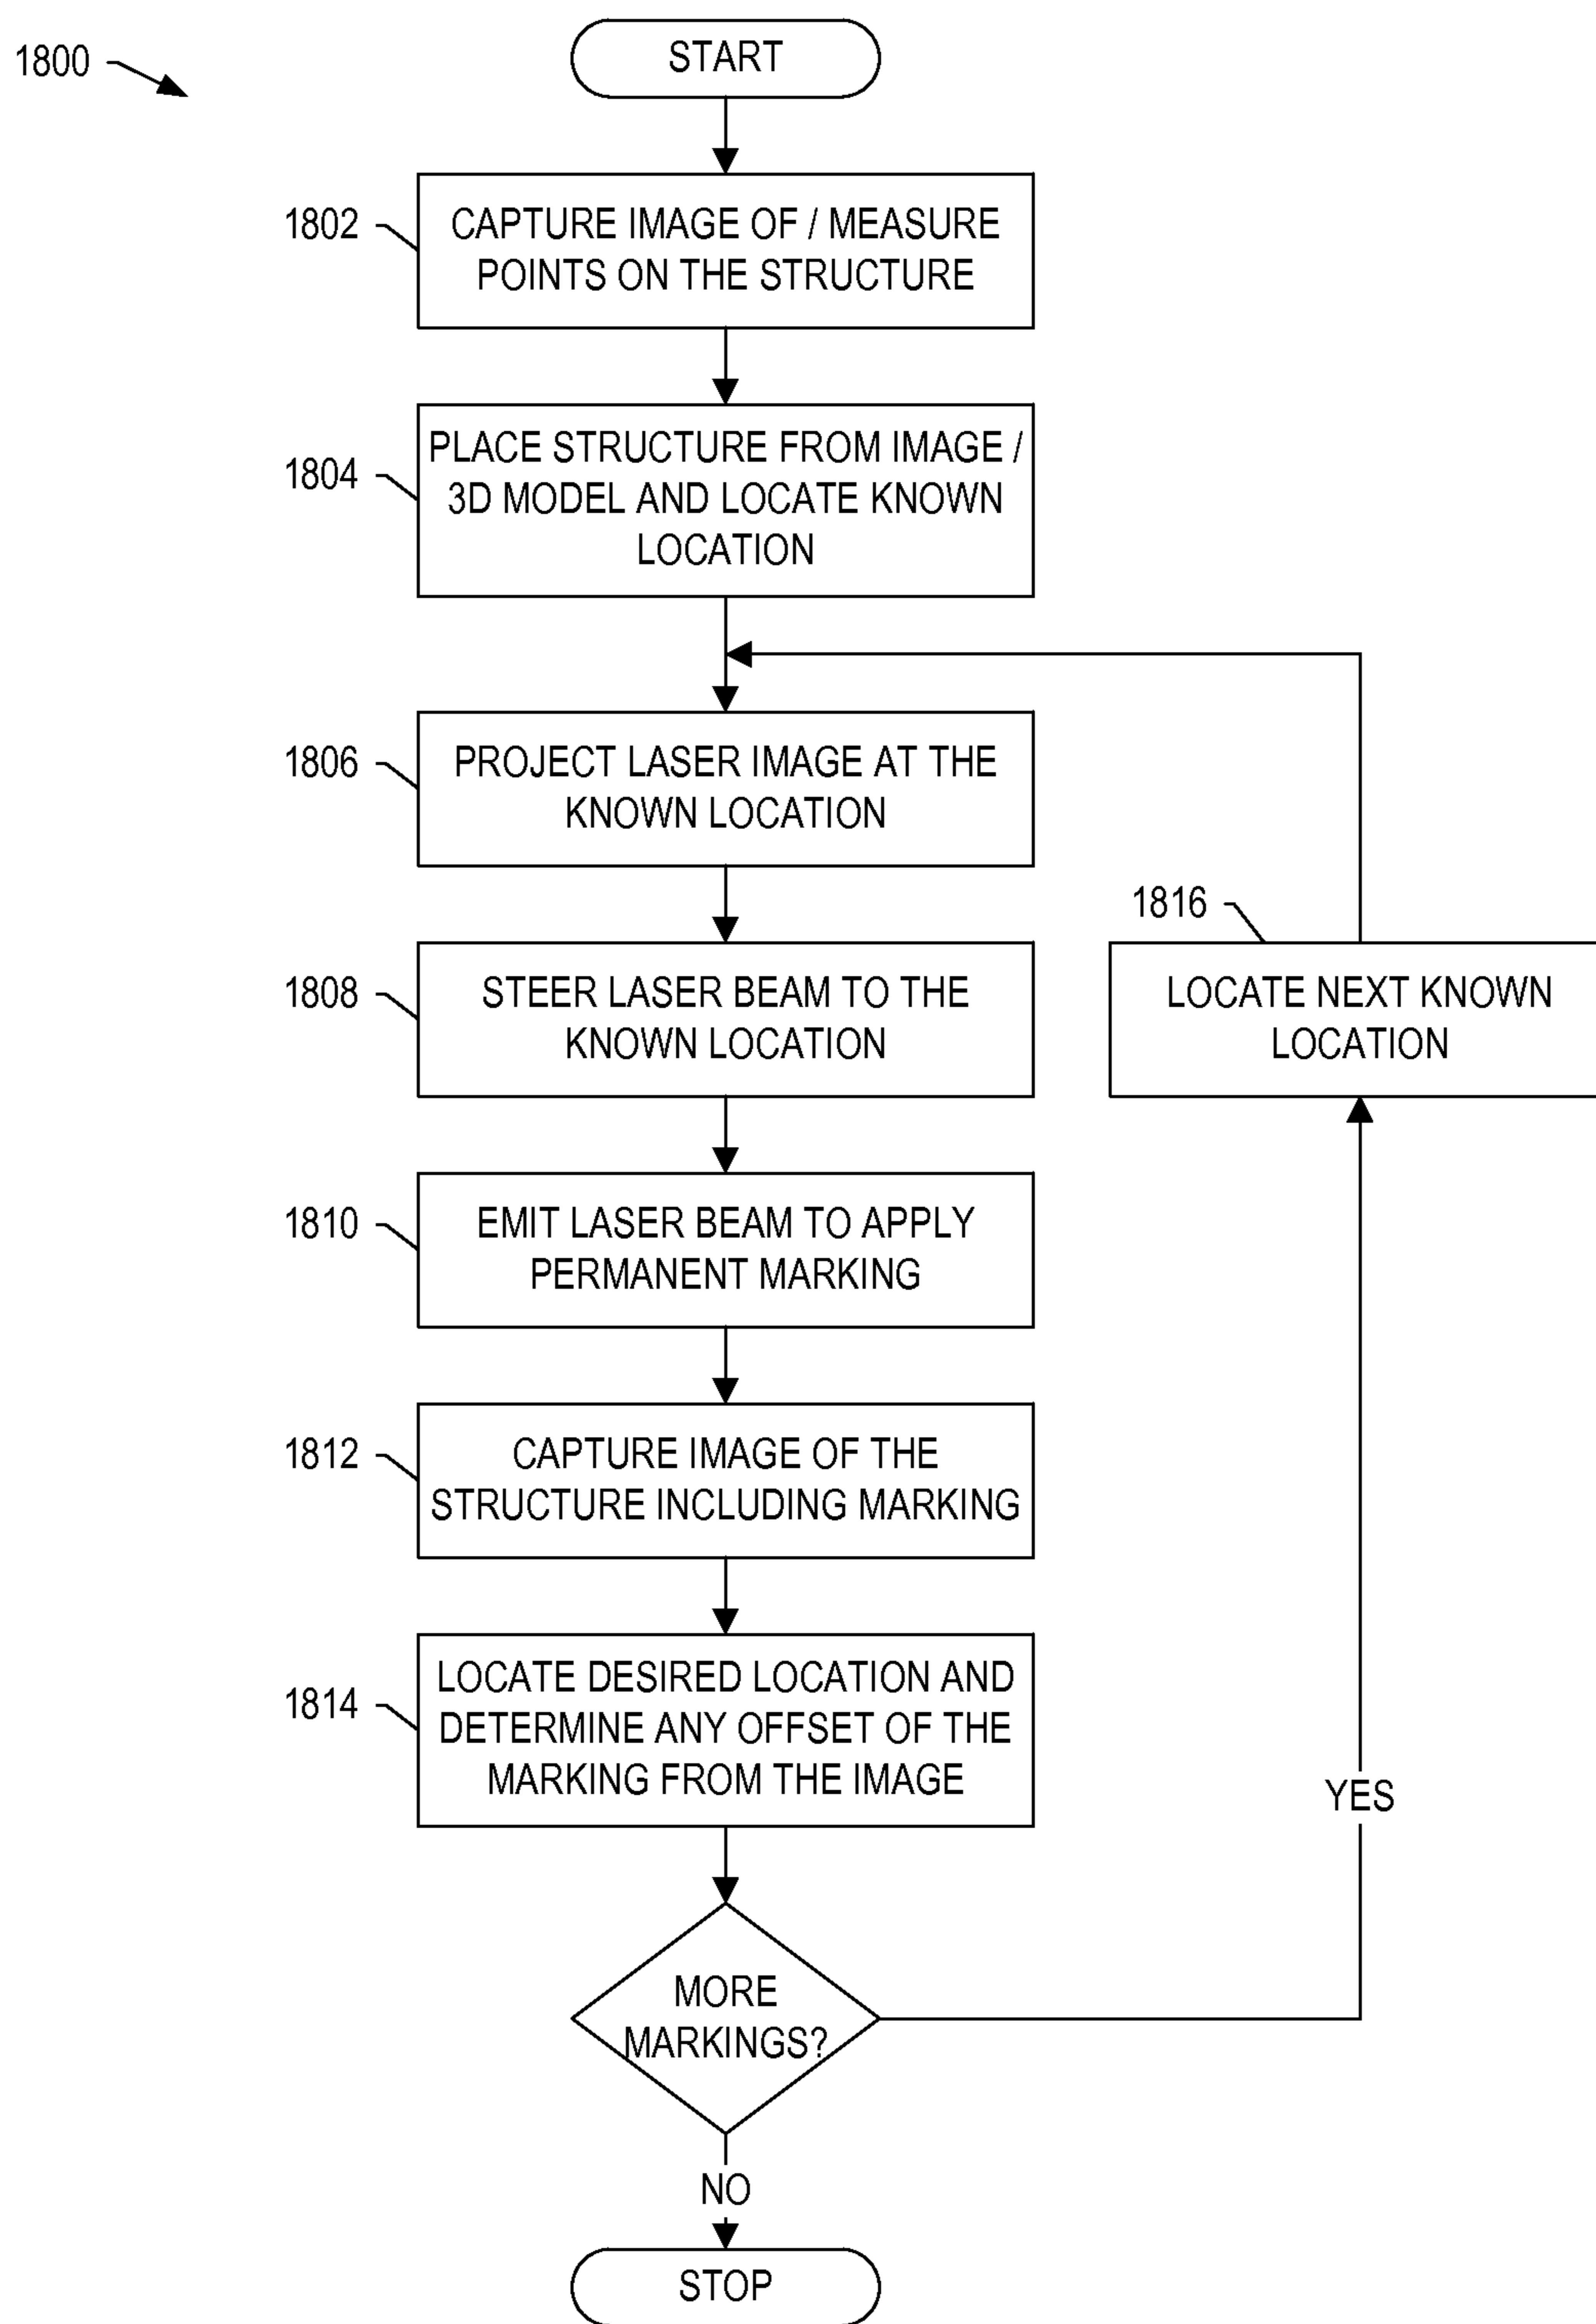 1800
START
1802
CAPTURE IMAGE OF / MEASURE
POINTS ON THE STRUCTURE
1804
PLACE STRUCTURE FROM IMAGE /
3D MODEL AND LOCATE KNOWN
LOCATION
1806
PROJECT LASER IMAGE AT THE
KNOWN LOCATION
1808
STEER LASER BEAM TO THE
KNOWN LOCATION
1816
LOCATE NEXT KNOWN
LOCATION
1810
EMIT LASER BEAM TO APPLY
PERMANENT MARKING
1812
CAPTURE IMAGE OF THE
STRUCTURE INCLUDING MARKING
1814
LOCATE DESIRED LOCATION AND
DETERMINE ANY OFFSET OF THE
MARKING FROM THE IMAGE
YES
MORE
MARKINGS?
NO
STOP